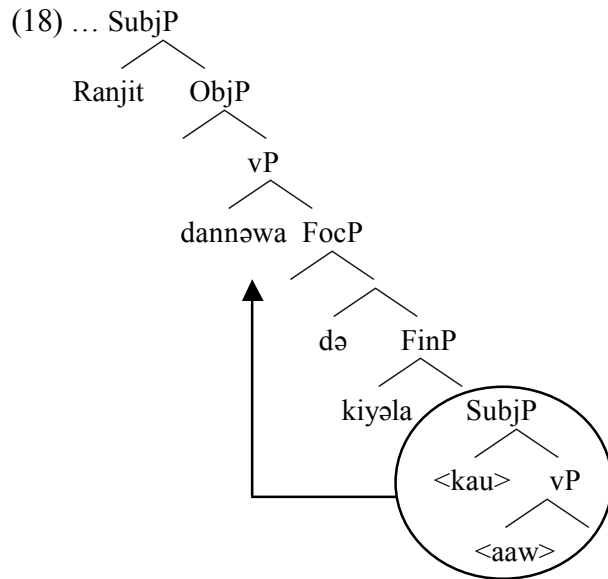 (18) … SubjP
Ranjit ObjP
vP
dannəwa FocP
də FinP
kiyəla SubjP
<kau> vP
<aaw>